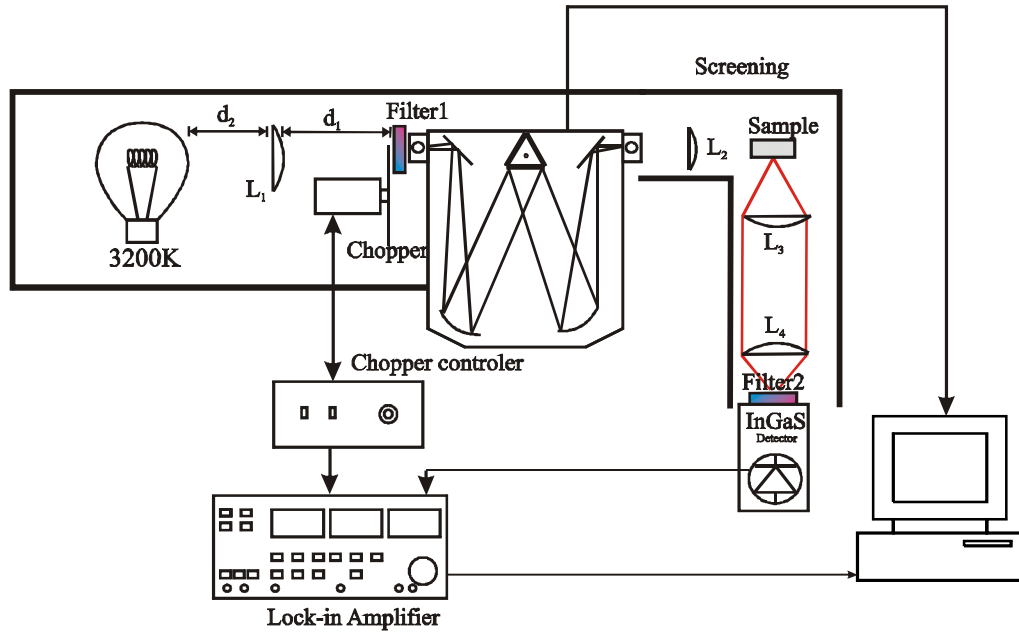 Screening
d₂
d₁
Filter1
Sample
L₁
L₂
3200K
Chopper
L₃
L₄
Chopper controler
Filter2
InGaS
Detector
Lock-in Amplifier